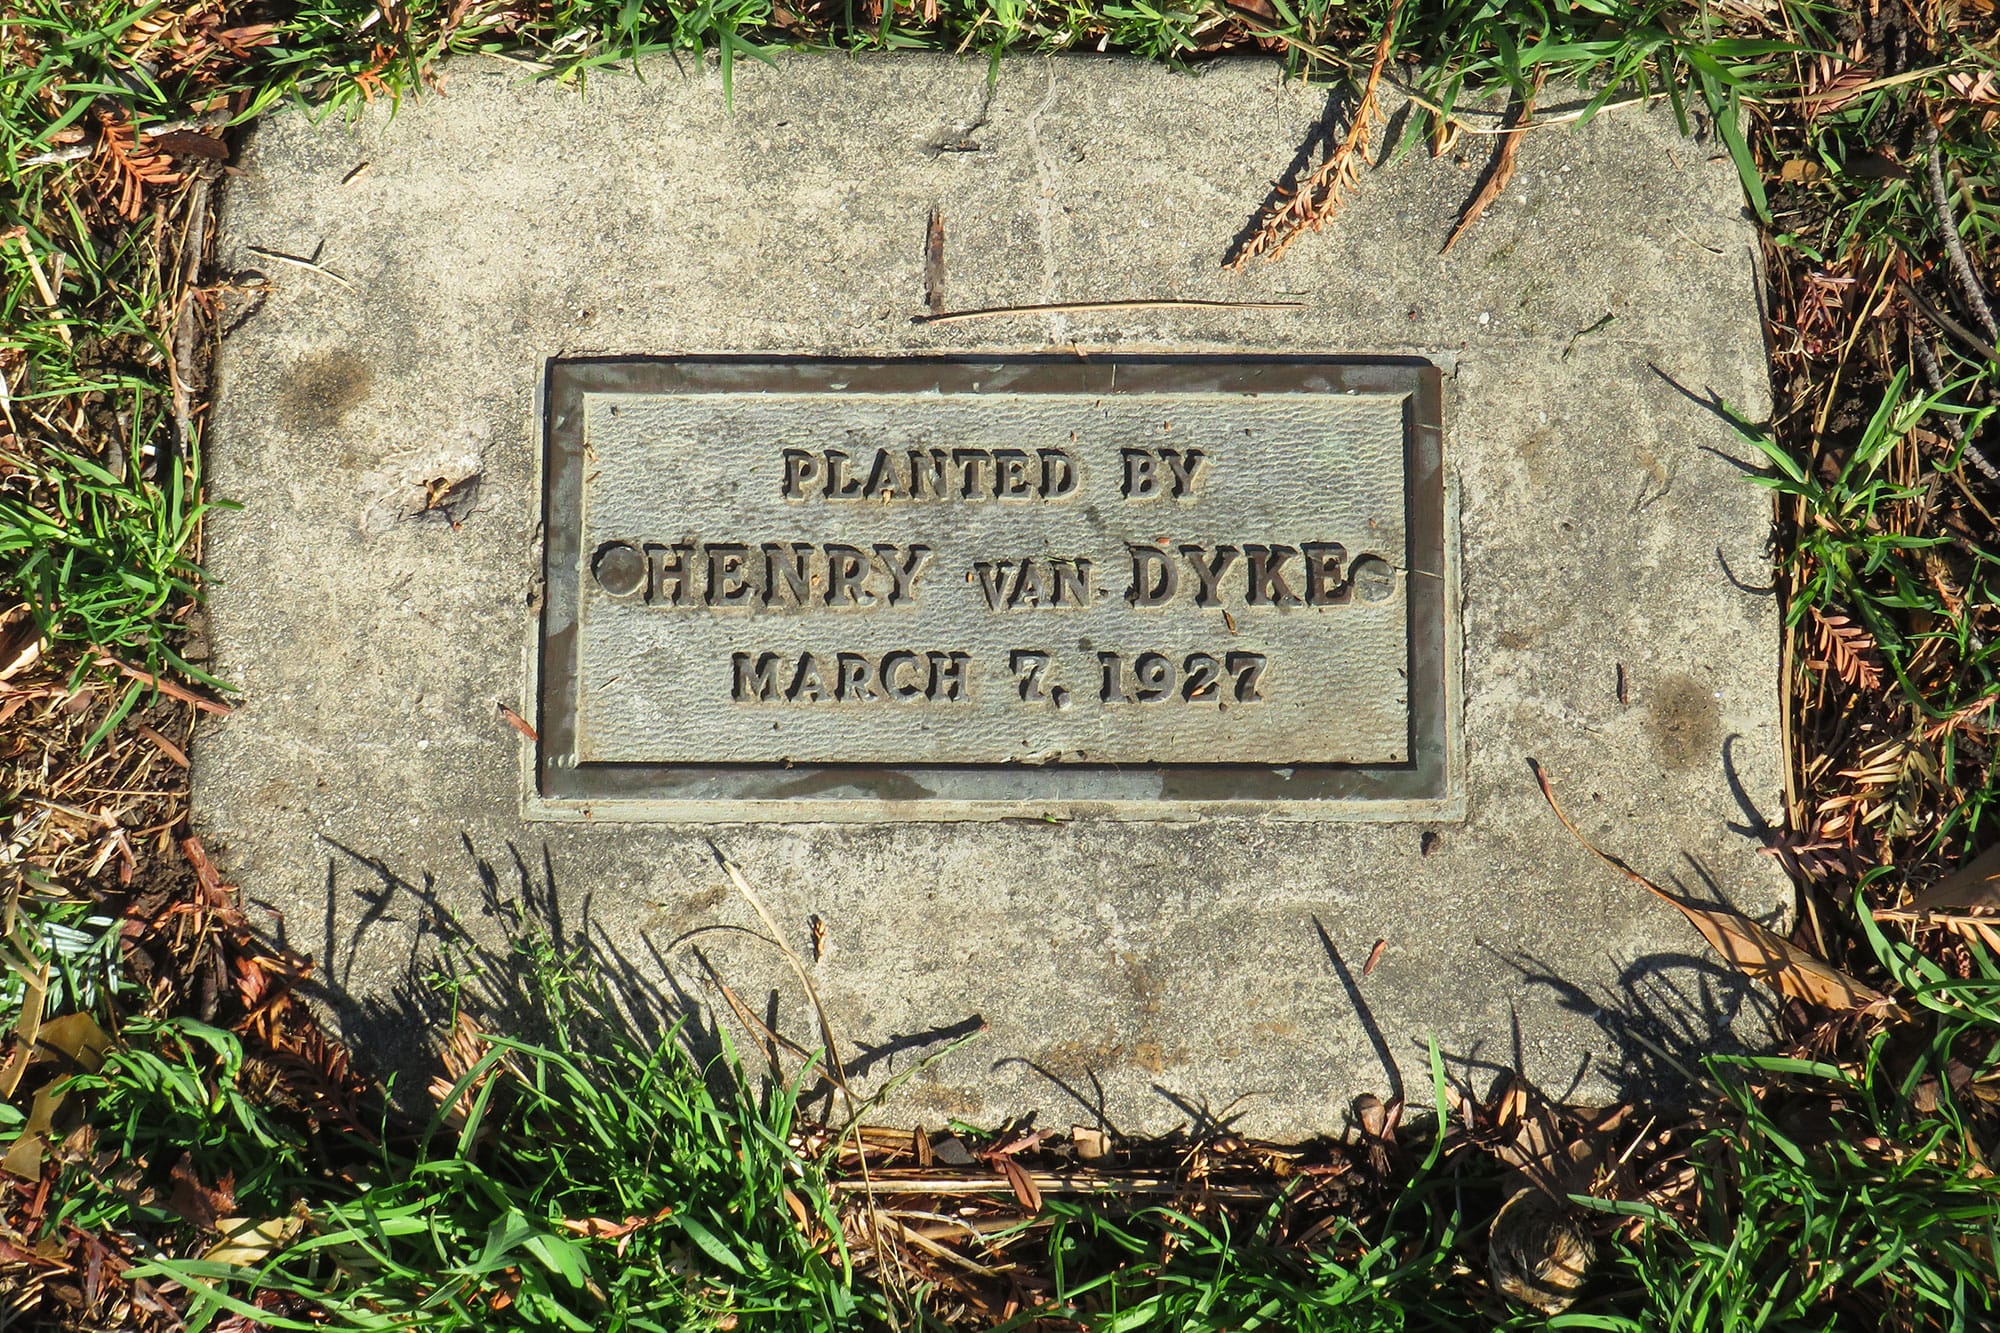 PLANTED BY
HENRY VAN DYKE
MARCH 7, 1927